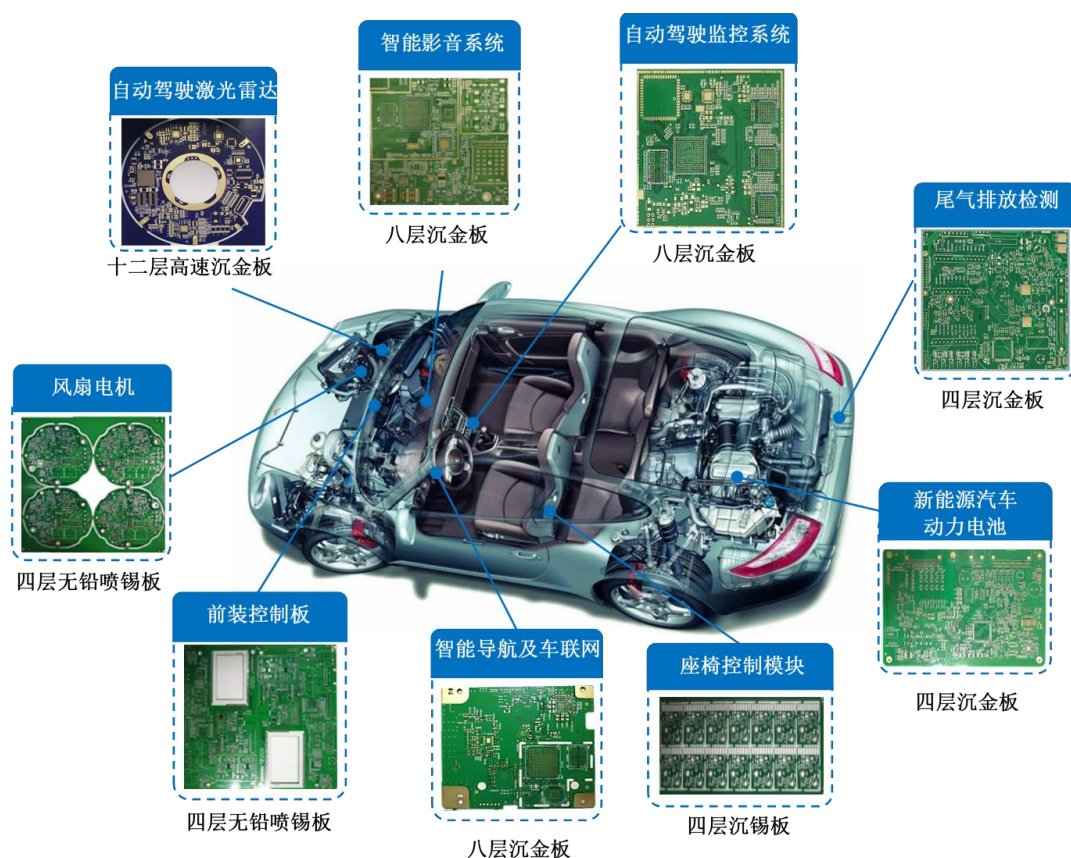 智能影音系统
八层沉金板
自动驾驶监控系统
八层沉金板
自动驾驶激光雷达
十二层高速沉金板
尾气排放检测
四层沉金板
风扇电机
四层无铅喷锡板
新能源汽车
动力电池
四层沉金板
前装控制板
四层无铅喷锡板
智能导航及车联网
八层沉金板
座椅控制模块
四层沉锡板